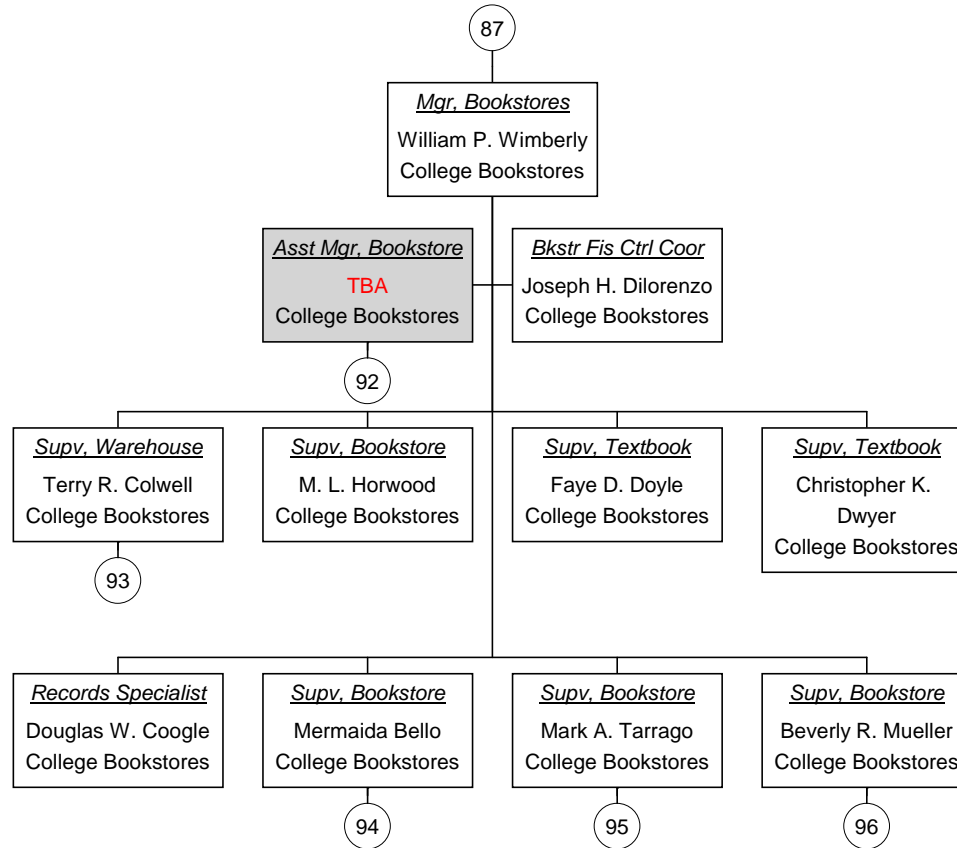 87
Mgr, Bookstores
William P. Wimberly
College Bookstores
Asst Mgr, Bookstore
TBA
College Bookstores
92
Bkstr Fis Ctrl Coor
Joseph H. Dilorenzo
College Bookstores
Supv, Warehouse
Terry R. Colwell
College Bookstores
93
Supv, Bookstore
M. L. Horwood
College Bookstores
Supv, Textbook
Faye D. Doyle
College Bookstores
Supv, Textbook
Christopher K.
Dwyer
College Bookstores
Records Specialist
Douglas W. Coogle
College Bookstores
Supv, Bookstore
Mermaida Bello
College Bookstores
94
Supv, Bookstore
Mark A. Tarrago
College Bookstores
95
Supv, Bookstore
Beverly R. Mueller
College Bookstores
96